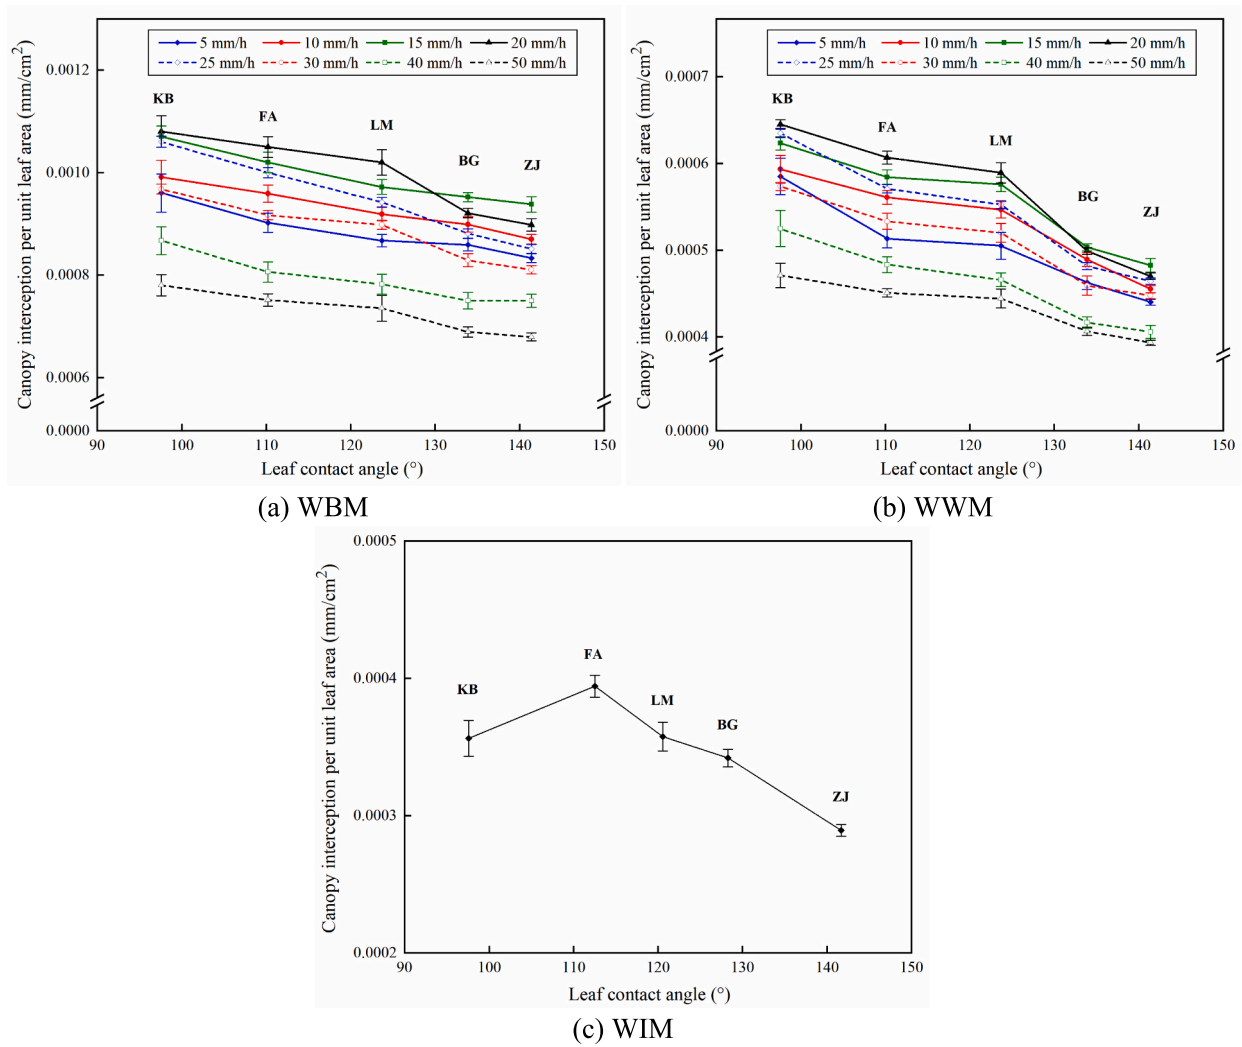 5 mm/h 10 mm/h 15 mm/h 20 mm/h
25 mm/h 30 mm/h 40 mm/h 50 mm/h
Canopy interception per unit leaf area (mm/cm²)
0.0012
0.0010
0.0008
0.0006
0.0000
KB
FA
LM
BG
ZJ
90 100 110 120 130 140 150
Leaf contact angle (°)
(a) WBM
5 mm/h 10 mm/h 15 mm/h 20 mm/h
25 mm/h 30 mm/h 40 mm/h 50 mm/h
Canopy interception per unit leaf area (mm/cm²)
0.0007
0.0006
0.0005
0.0004
0.0000
KB
FA
LM
BG
ZJ
90 100 110 120 130 140 150
Leaf contact angle (°)
(b) WWM
Canopy interception per unit leaf area (mm/cm²)
0.0005
0.0004
0.0003
0.0002
KB
FA
LM
BG
ZJ
90 100 110 120 130 140 150
Leaf contact angle (°)
(c) WIM